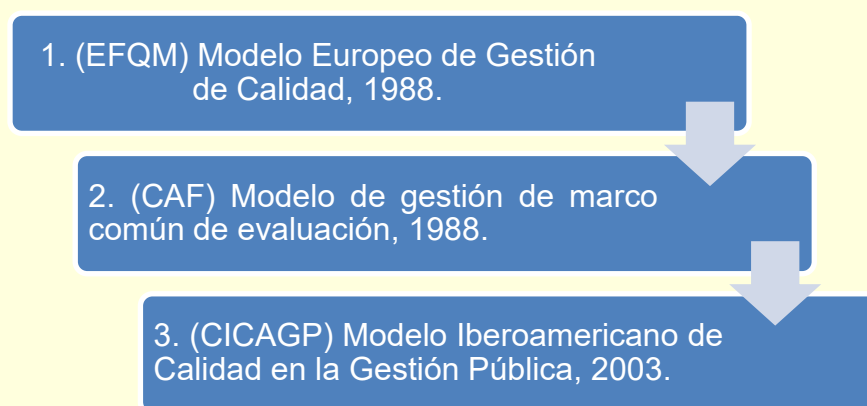 1. (EFQM) Modelo Europeo de Gestión
de Calidad, 1988.
2. (CAF) Modelo de gestión de marco
común de evaluación, 1988.
3. (CICAGP) Modelo Iberoamericano de
Calidad en la Gestión Pública, 2003.